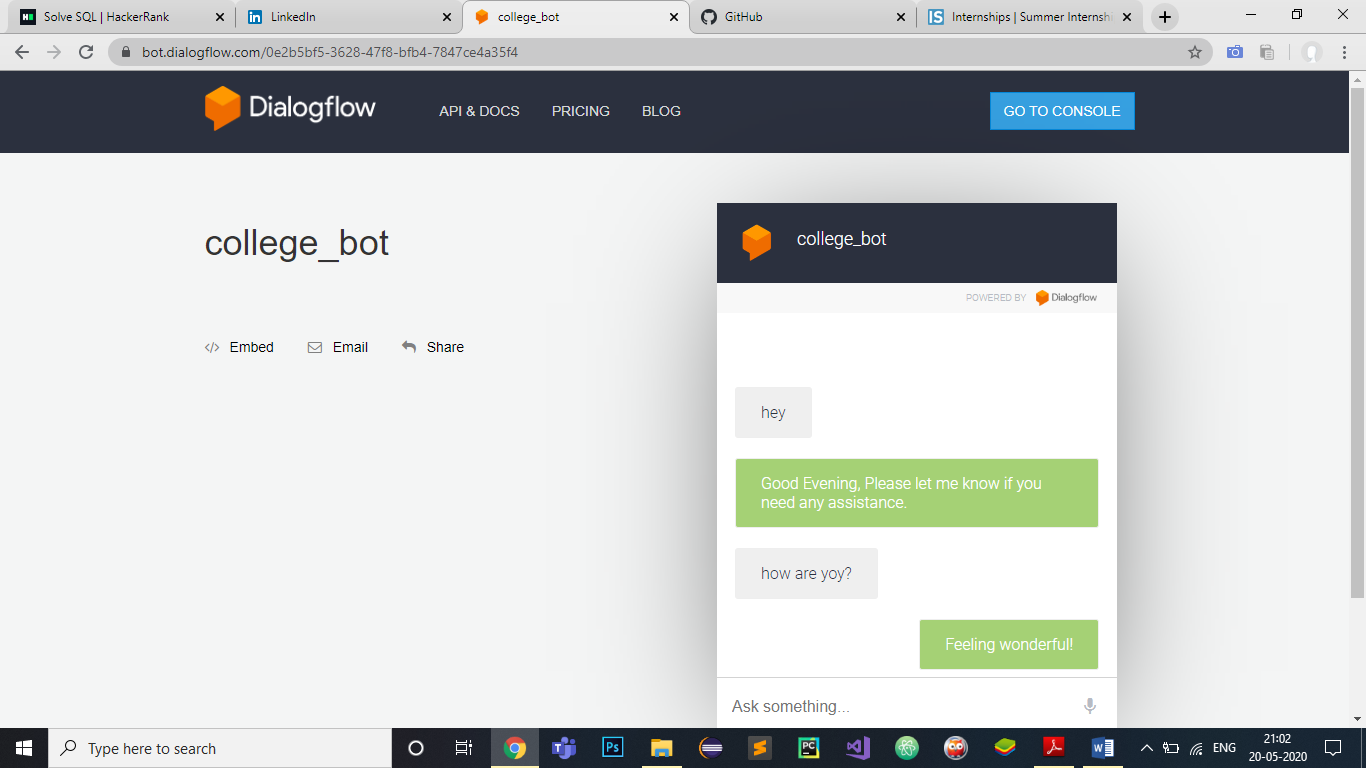 Solve SQL | HackerRank
LinkedIn
college_bot
GitHub
Internships | Summer Internshi
bot.dialogflow.com/0e2b5bf5-3628-47f8-bfb4-7847ce4a35f4
Dialogflow
API & DOCS
PRICING
BLOG
GO TO CONSOLE
college_bot
Embed
Email
Share
college_bot
POWERED BY Dialogflow
hey
Good Evening, Please let me know if you
need any assistance.
how are yoy?
Feeling wonderful!
Ask something...
Type here to search
Ps
PC
W
ENG
21:02
20-05-2020